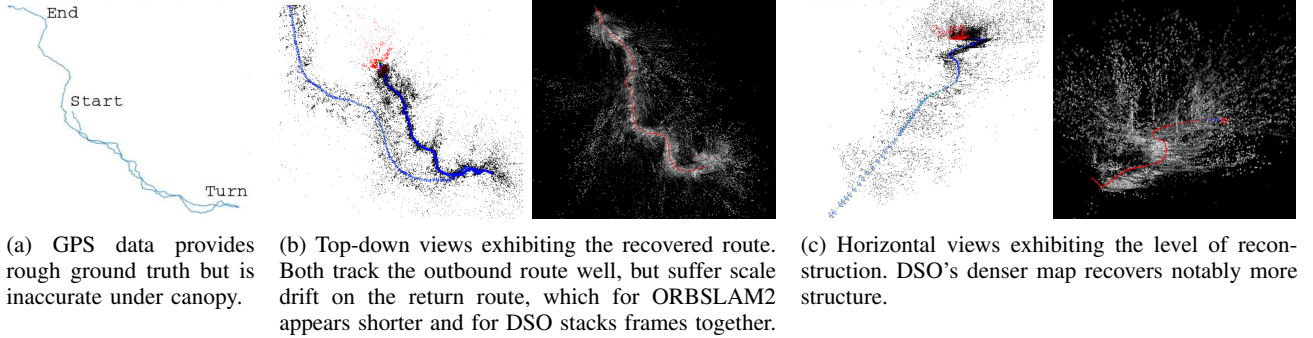 End
Start
Turn
(a) GPS data provides
rough ground truth but is
inaccurate under canopy.
(b) Top-down views exhibiting the recovered route.
Both track the outbound route well, but suffer scale
drift on the return route, which for ORBSLAM2
appears shorter and for DSO stacks frames together.
(c) Horizontal views exhibiting the level of recon-
struction. DSO's denser map recovers notably more
structure.